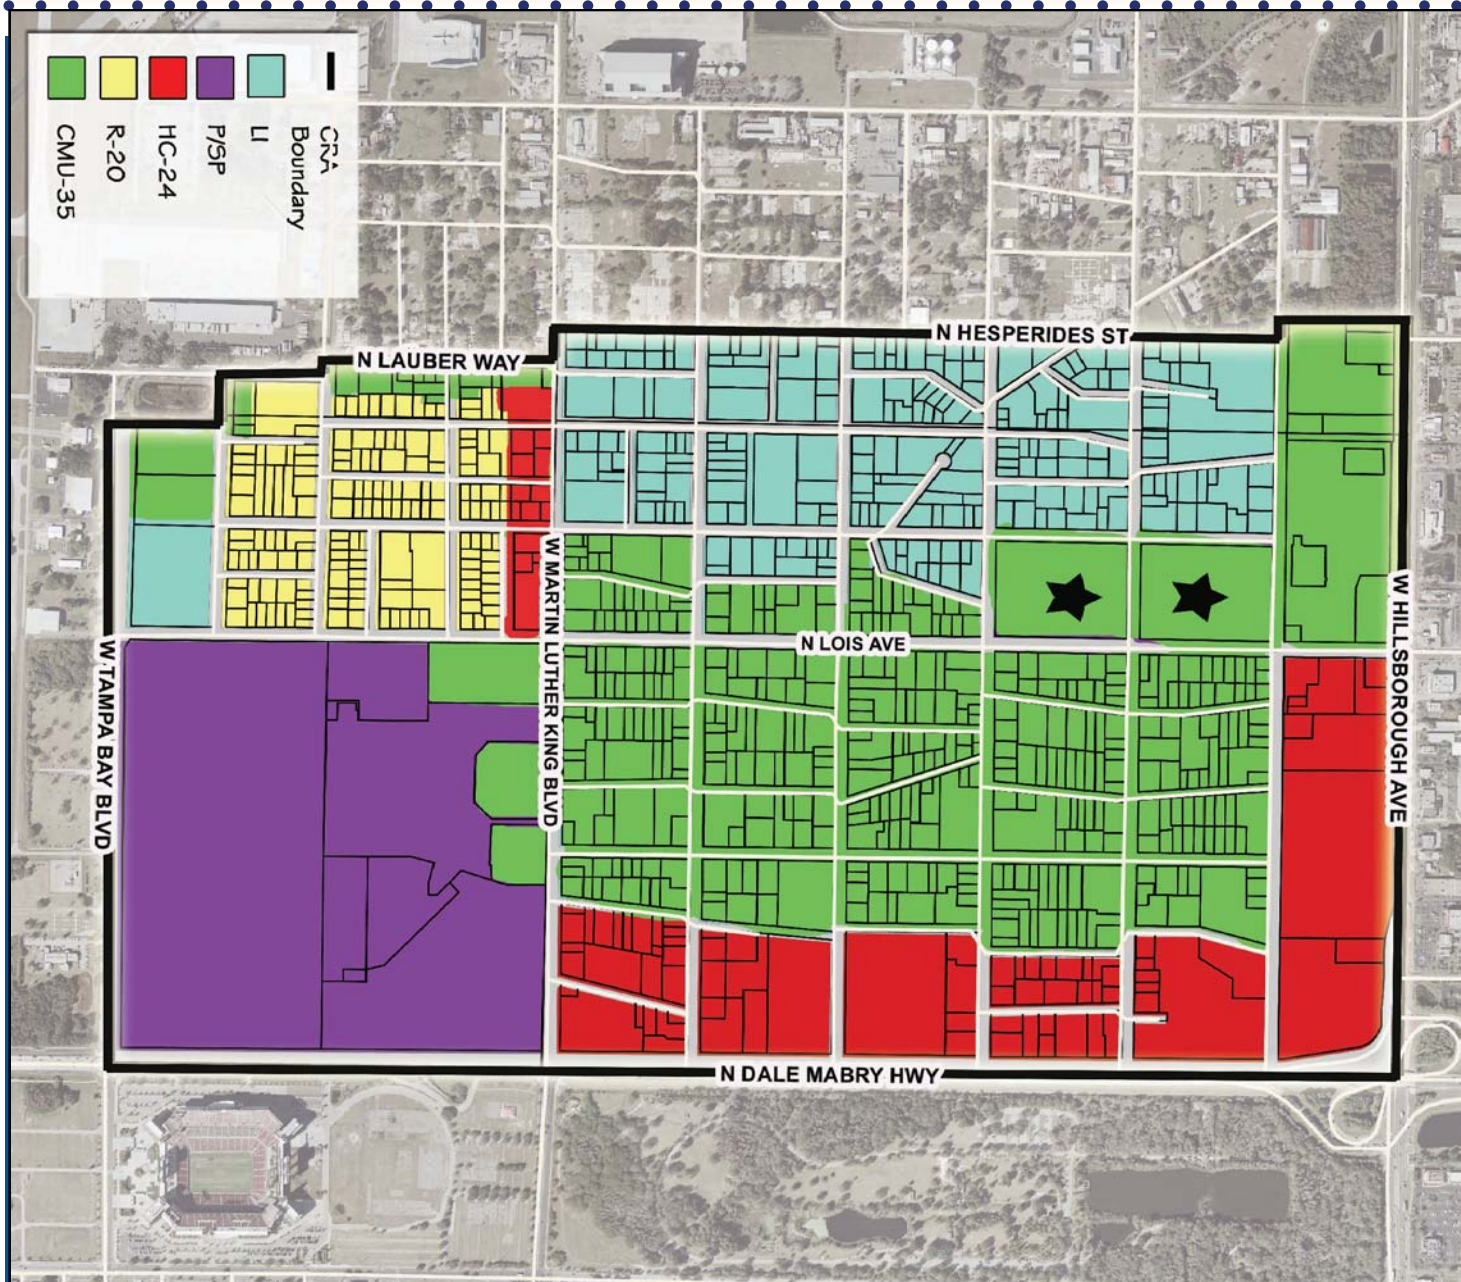 CRA
Boundary
LI
P/SP
HC-24
R-20
CMU-35
N HESPERIDES ST
N LAUBER WAY
W MARTIN LUTHER KING BLVD
N LOIS AVE
W HILLSBOROUGH AVE
W TAMPA BAY BLVD
N DALE MABRY HWY